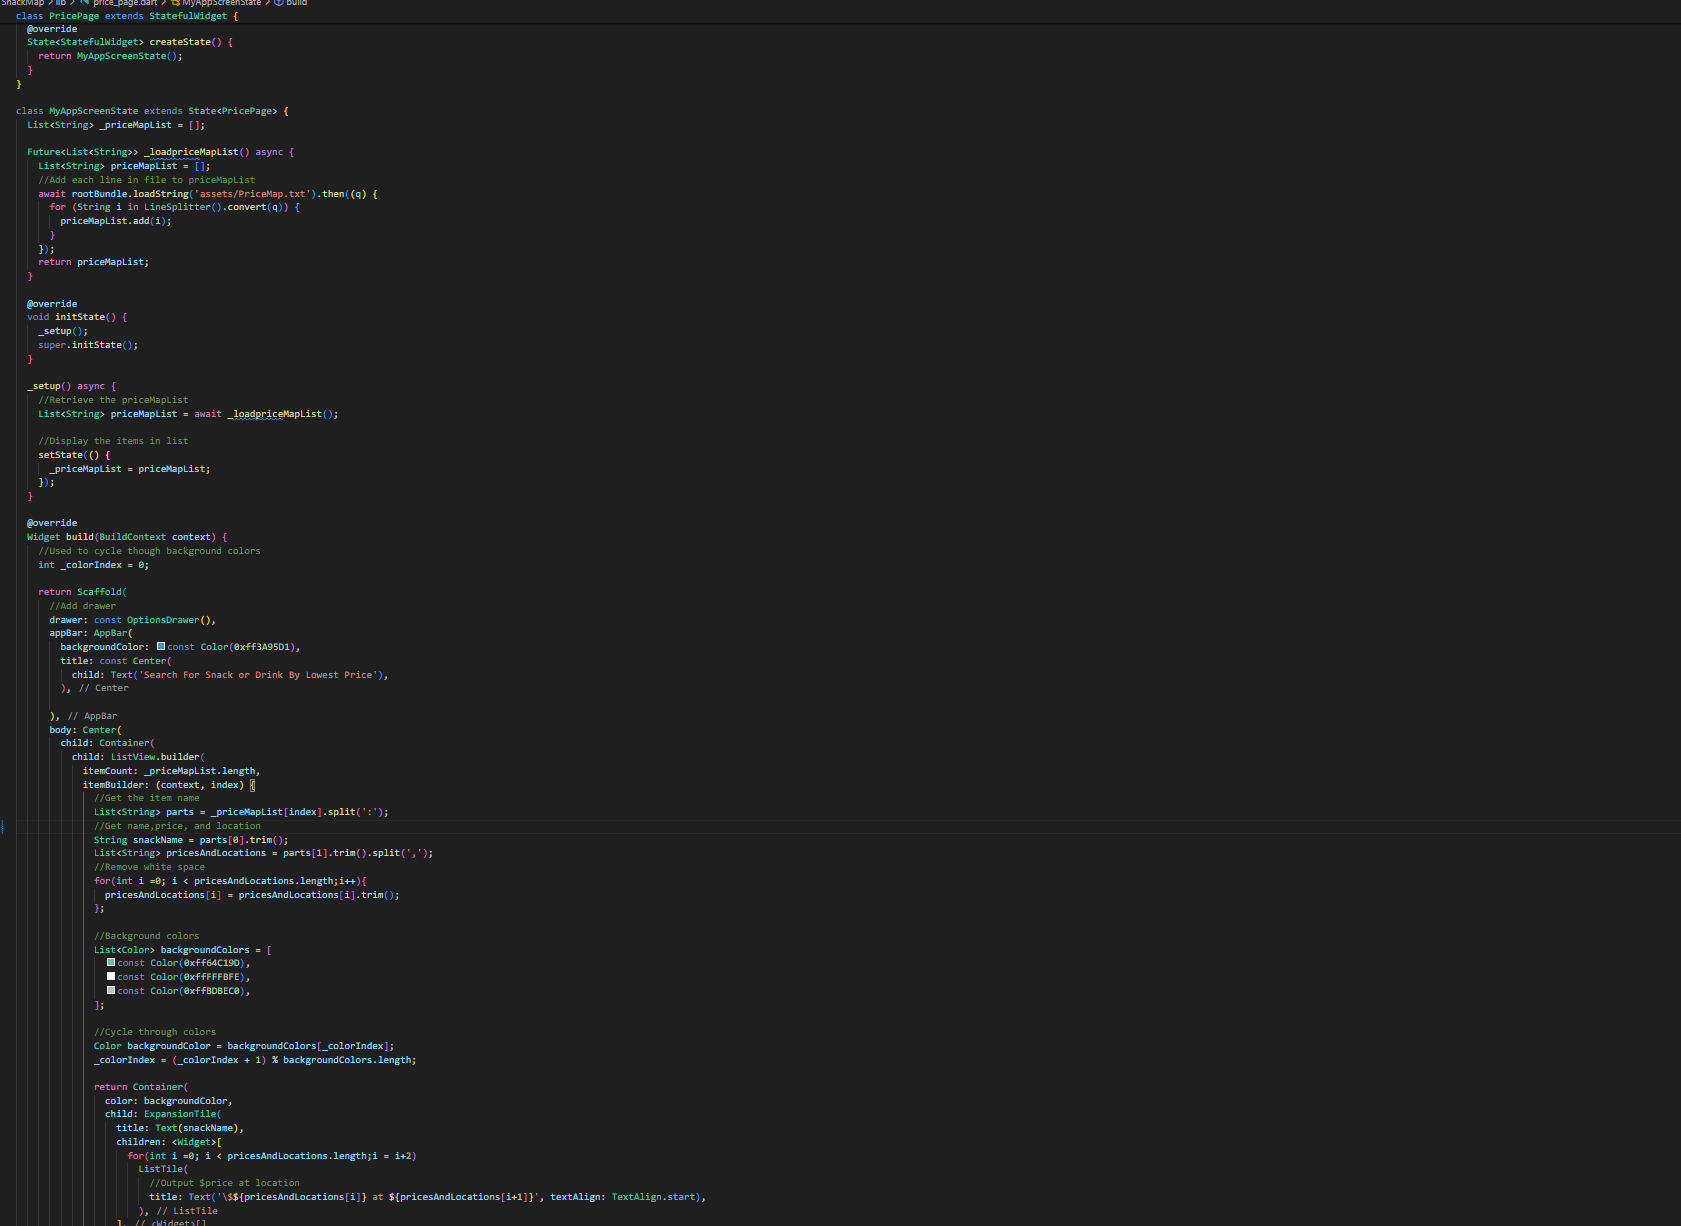 SnackMap > lib > price_page.dart > MyAppScreenState > build
class PricePage extends StatefulWidget {
  @override
  State<StatefulWidget> createState() {
    return MyAppScreenState();
  }
}

class MyAppScreenState extends State<PricePage> {
  List<String> _priceMapList = [];

  Future<List<String>> _loadpriceMapList() async {
    List<String> priceMapList = [];
    //Add each line in file to priceMapList
    await rootBundle.loadString('assets/PriceMap.txt').then((q) {
      for (String i in LineSplitter().convert(q)) {
        priceMapList.add(i);
      }
    });
    return priceMapList;
  }

  @override
  void initState() {
    _setup();
    super.initState();
  }

  _setup() async {
    //Retrieve the priceMapList
    List<String> priceMapList = await _loadpriceMapList();

    //Display the items in list
    setState(() {
      _priceMapList = priceMapList;
    });
  }

  @override
  Widget build(BuildContext context) {
    //Used to cycle though background colors
    int _colorIndex = 0;

    return Scaffold(
      //Add drawer
      drawer: const OptionsDrawer(),
      appBar: AppBar(
        backgroundColor: const Color(0xff3A95D1),
        title: const Center(
          child: Text('Search For Snack or Drink By Lowest Price'),
        ), // Center

      ), // AppBar
      body: Center(
        child: Container(
          child: ListView.builder(
            itemCount: _priceMapList.length,
            itemBuilder: (context, index) {
              //Get the item name
              List<String> parts = _priceMapList[index].split(':');
              //Get name,price, and location
              String snackName = parts[0].trim();
              List<String> pricesAndLocations = parts[1].trim().split(',');
              //Remove white space
              for(int i =0; i < pricesAndLocations.length;i++){
                pricesAndLocations[i] = pricesAndLocations[i].trim();
              };

              //Background colors
              List<Color> backgroundColors = [
                const Color(0xff64C19D),
                const Color(0xffFFFBFE),
                const Color(0xffBDBEC0),
              ];

              //Cycle through colors
              Color backgroundColor = backgroundColors[_colorIndex];
              _colorIndex = (_colorIndex + 1) % backgroundColors.length;

              return Container(
                color: backgroundColor,
                child: ExpansionTile(
                  title: Text(snackName),
                  children: <Widget>[
                    for(int i =0; i < pricesAndLocations.length;i = i+2)
                      ListTile(
                        //Output $price at location
                        title: Text('\$${pricesAndLocations[i]} at ${pricesAndLocations[i+1]}', textAlign: TextAlign.start),
                      ), // ListTile
                  ], // <Widget>[]